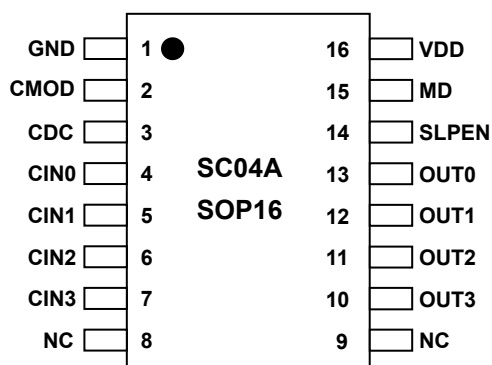 GND 1 16 VDD
CMOD 2 15 MD
CDC 3 14 SLPEN
CIN0 4 SC04A 13 OUT0
CIN1 5 SOP16 12 OUT1
CIN2 6 11 OUT2
CIN3 7 10 OUT3
NC 8 9 NC